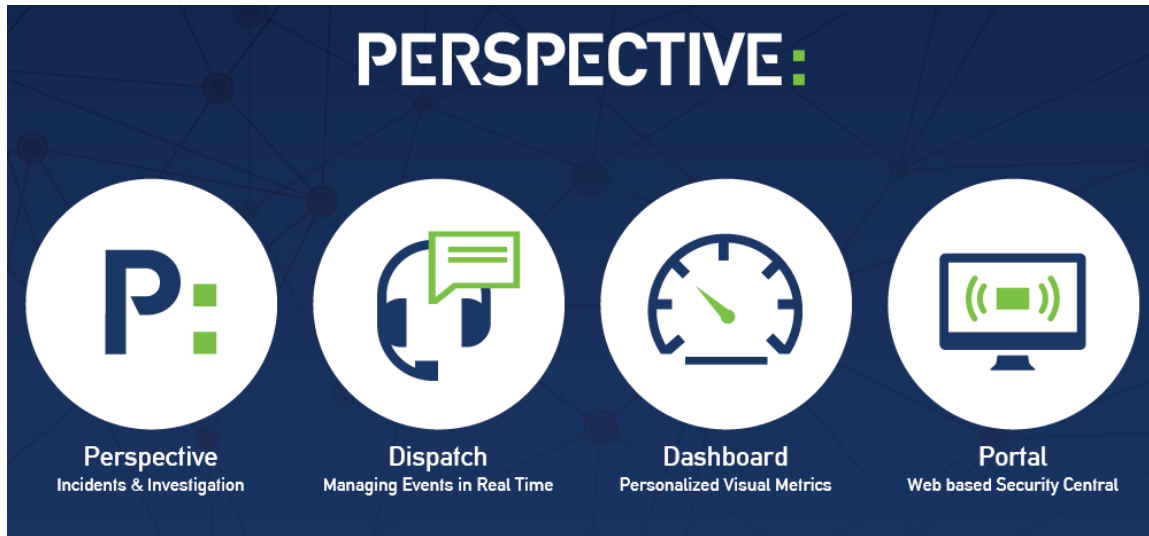 PERSPECTIVE:
P:
Perspective
Incidents & Investigation
Dispatch
Managing Events in Real Time
Dashboard
Personalized Visual Metrics
Portal
Web based Security Central